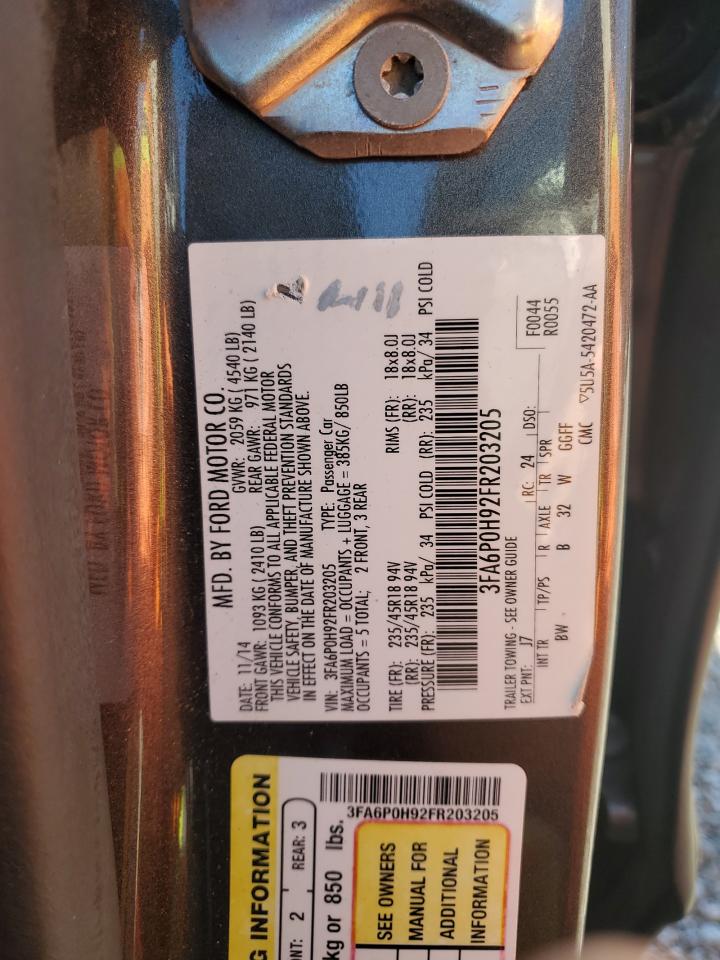 MFD. BY FORD MOTOR CO.
DATE: 11/14 GVWR: 2059 KG ( 4540 LB)
FRONT GAWR: 1093 KG ( 2410 LB) REAR GAWR: 971 KG ( 2140 LB)
THIS VEHICLE CONFORMS TO ALL APPLICABLE FEDERAL MOTOR
VEHICLE SAFETY, BUMPER, AND THEFT PREVENTION STANDARDS
IN EFFECT ON THE DATE OF MANUFACTURE SHOWN ABOVE.
VIN: 3FA6P0H92FR203205 TYPE: Passenger Car
MAXIMUM LOAD = OCCUPANTS + LUGGAGE = 385KG/ 850LB
OCCUPANTS = 5 TOTAL; 2 FRONT, 3 REAR
TIRE (FR): 235/45R18 94V RIMS (FR): 18x8.0J
(RR): 235/45R18 94V (RR): 18x8.0J
PRESSURE (FR): 235 kPa/ 34 PSI COLD (RR): 235 kPa/ 34 PSI COLD
3FA6P0H92FR203205
TRAILER TOWING - SEE OWNER GUIDE
EXT PNT: J7 RC: 24 DSO: F0044
R0055
INT TR TP/PS R AXLE TR SPR
BW B 32 W GGFF
CMC ▽5U5A-5420472-AA
G INFORMATION
NT: 2 REAR: 3
kg or 850 lbs.
3FA6P0H92FR203205
SEE OWNERS
MANUAL FOR
ADDITIONAL
INFORMATION